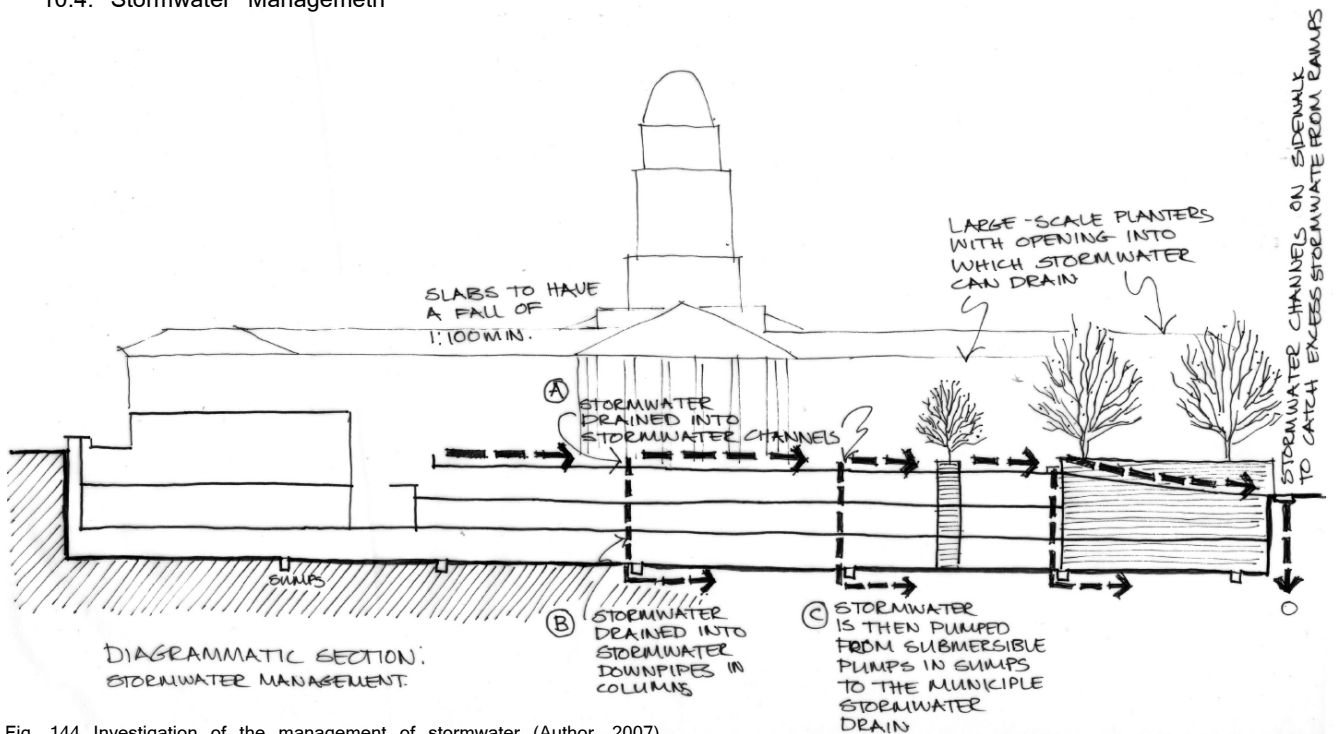 10.4. Stormwater Managemetn
STORMWATER CHANNELS ON SIDEWALK
TO CATCH EXCESS STORMWATE FROM RAMPS
LARGE-SCALE PLANTERS
WITH OPENING INTO
WHICH STORMWATER
CAN DRAIN
SLABS TO HAVE
A FALL OF
1:100MIN.
A
STORMWATER
DRAINED INTO
STORMWATER CHANNELS
SUMPS
B
STORMWATER
DRAINED INTO
STORMWATER
DOWNPIPES IN
COLUMNS
C
STORMWATER
IS THEN PUMPED
FROM SUBMERSIBLE
PUMPS IN SUMPS
TO THE MUNICIPLE
STORMWATER
DRAIN
DIAGRAMMATIC SECTION:
STORMWATER MANAGEMENT.
Fig. 144 Investigation of the management of stormwater (Author, 2007)